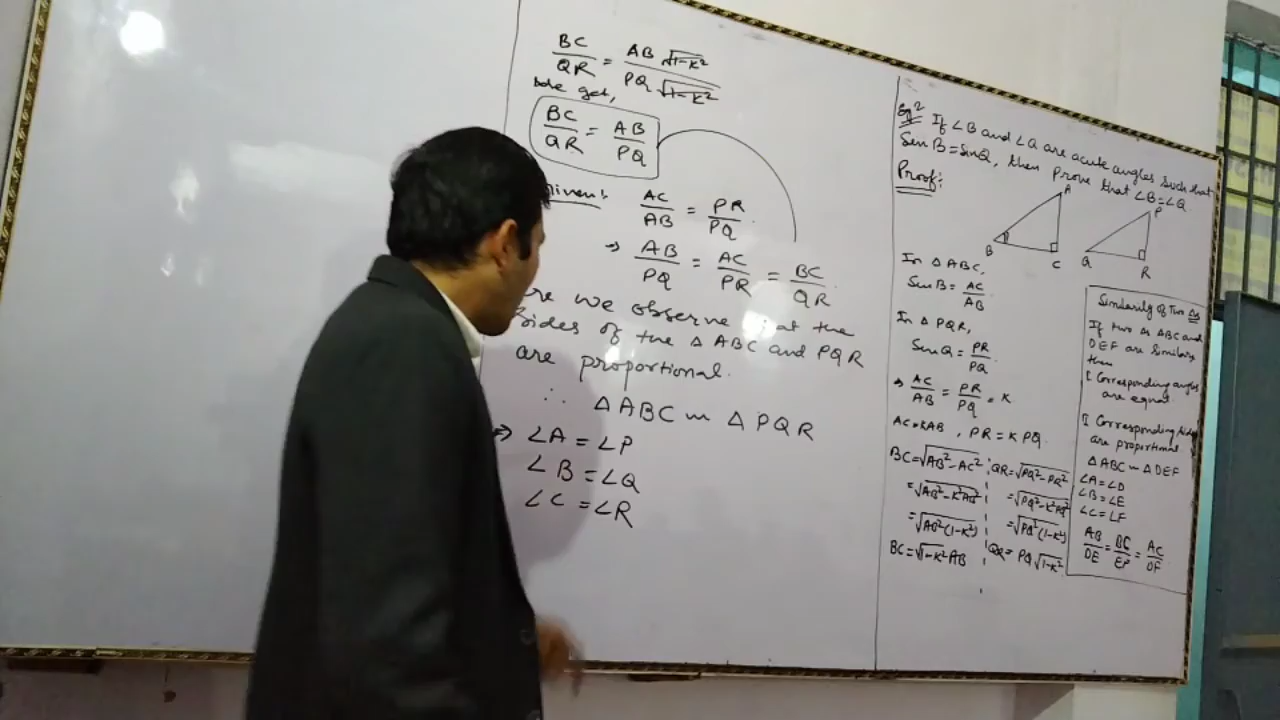 BC/QR = AB √1-K² / PQ √1-K²
we get,
BC/QR = AB/PQ
AC/AB = PR/PQ
⇒ AB/PQ = AC/PR = BC/QR
we observe that the
sides of the Δ ABC and PQR
are proportional.
∴ Δ ABC ~ Δ PQR
⇒ ∠A = ∠P
∠B = ∠Q
∠C = ∠R
Eg 2 If ∠B and ∠Q are acute angles such that
Sin B = Sin Q, then prove that ∠B = ∠Q.
Proof:
A
B
C
P
Q
R
In Δ ABC,
Sin B = AC/AB
In Δ PQR,
Sin Q = PR/PQ
⇒ AC/AB = PR/PQ = K
AC = KAB , PR = K PQ.
BC = √AB² - AC² ; QR = √PQ² - PR²
= √AB² - K²AB² = √PQ² - K²PQ²
= √AB²(1-K²) = √PQ²(1-K²)
BC = √1-K² AB ; QR = PQ √1-K²
Similarity of Two Δs
If two Δs ΔABC and
DEF are similar,
then
I Corresponding angles
are equal
II Corresponding sides
are proportional
Δ ABC ~ Δ DEF
∠A = ∠D
∠B = ∠E
∠C = ∠F
AB/DE = BC/EF = AC/DF